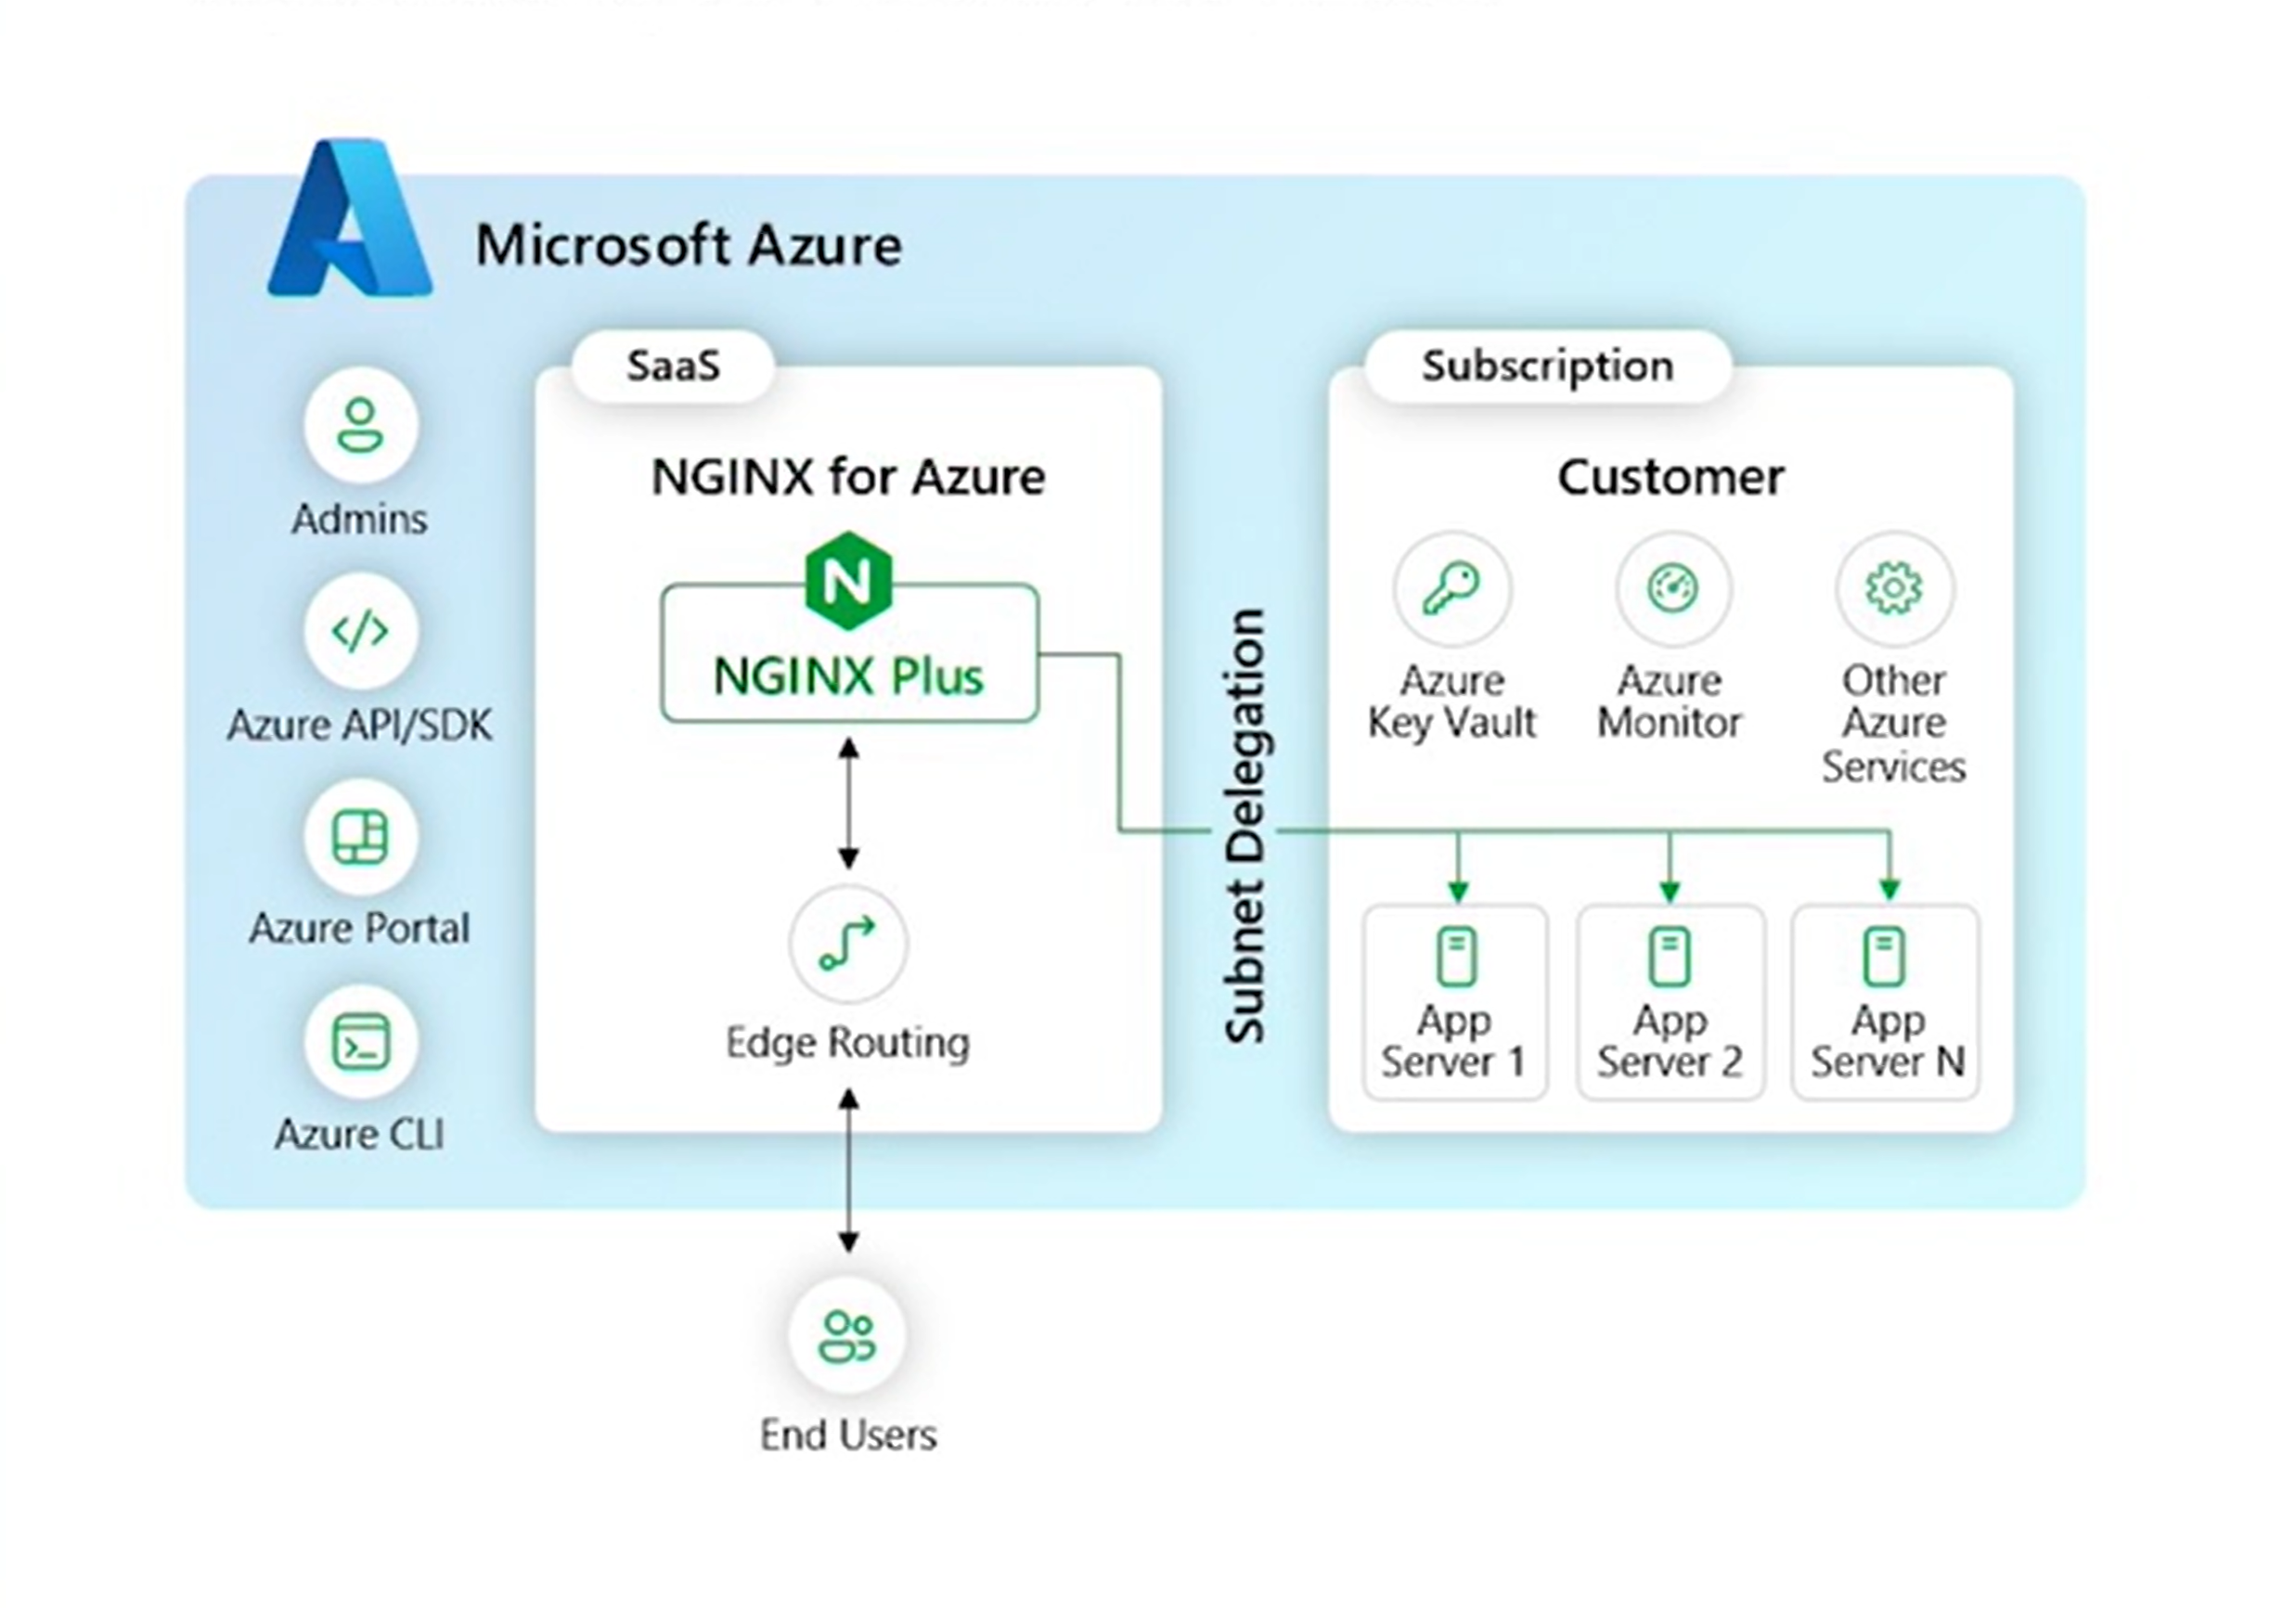 Microsoft Azure
Admins
Azure API/SDK
Azure Portal
Azure CLI
SaaS
NGINX for Azure
N
NGINX Plus
Edge Routing
End Users
Subnet Delegation
Subscription
Customer
Azure
Key Vault
Azure
Monitor
Other
Azure
Services
App
Server 1
App
Server 2
App
Server N